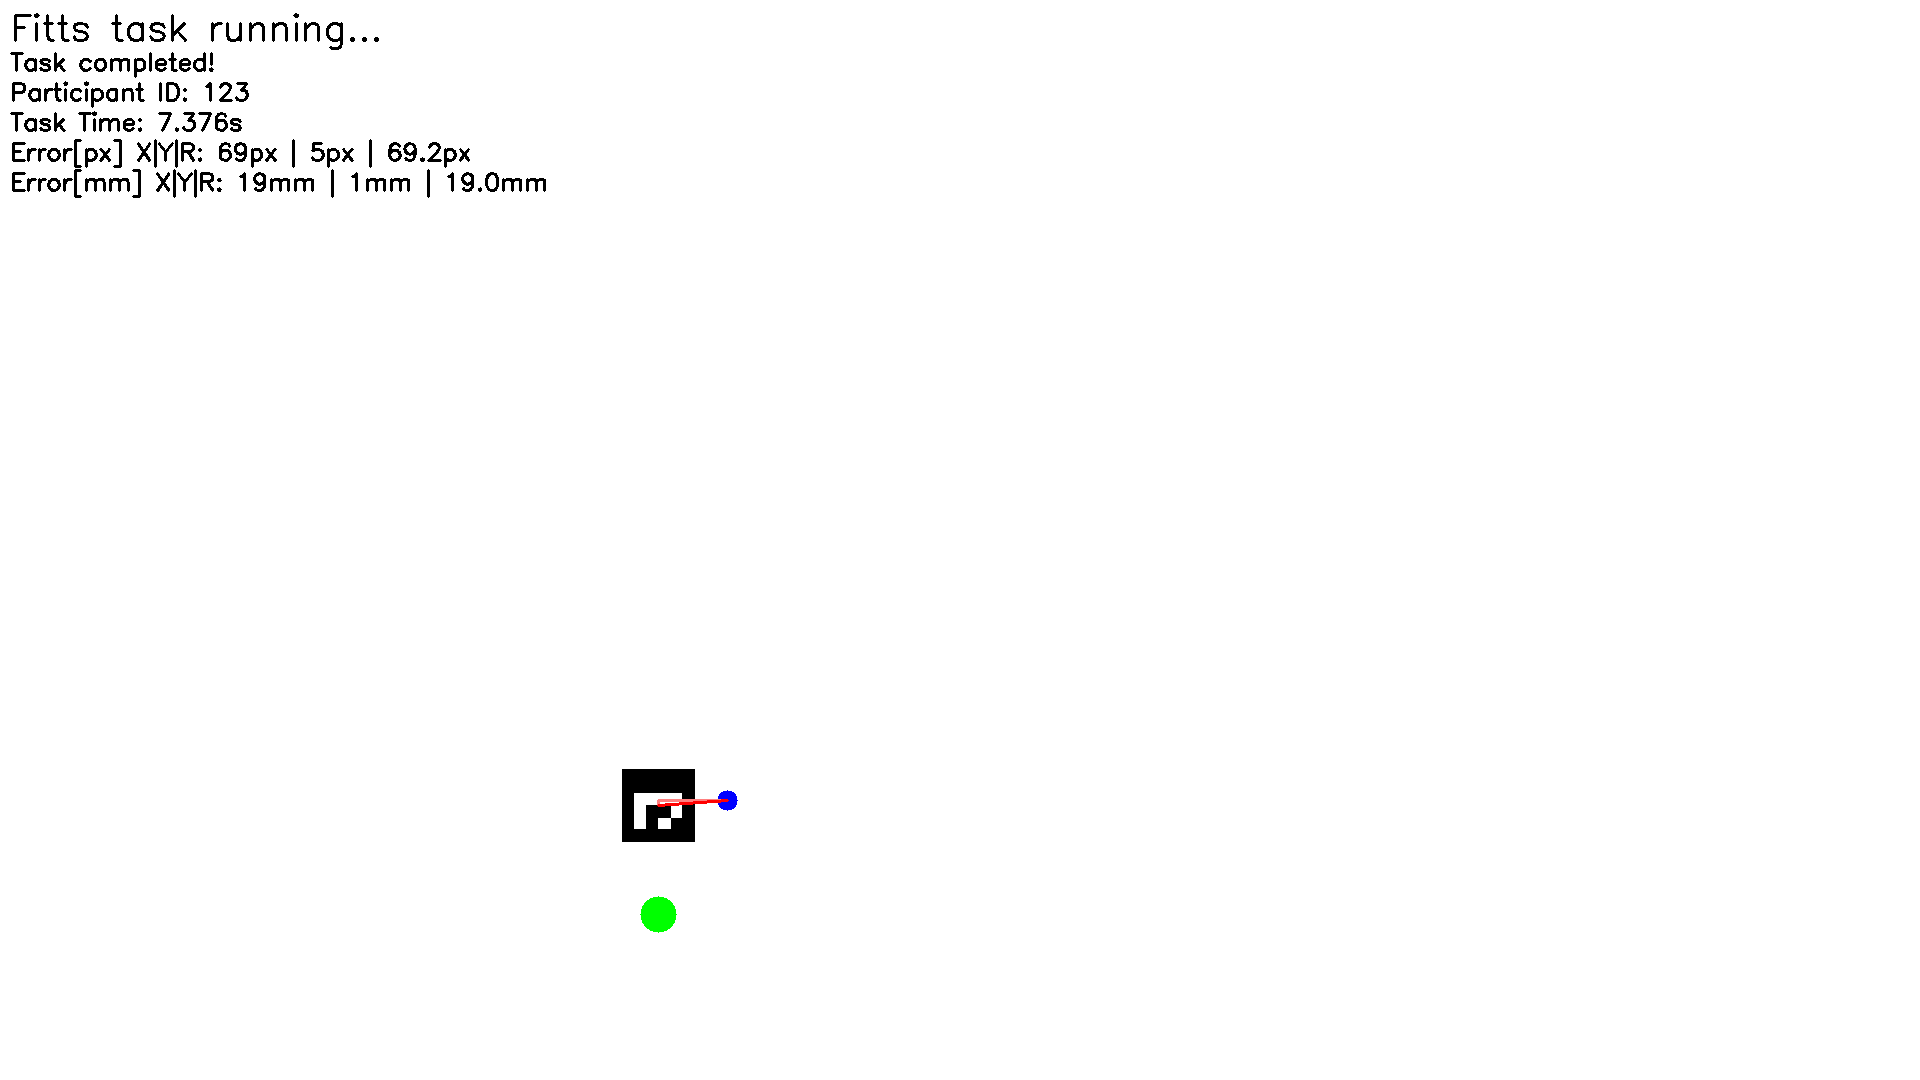 Fitts task running...
Task completed!
Participant ID: 123
Task Time: 7.376s
Error[px] X|Y|R: 69px | 5px | 69.2px
Error[mm] X|Y|R: 19mm | 1mm | 19.0mm